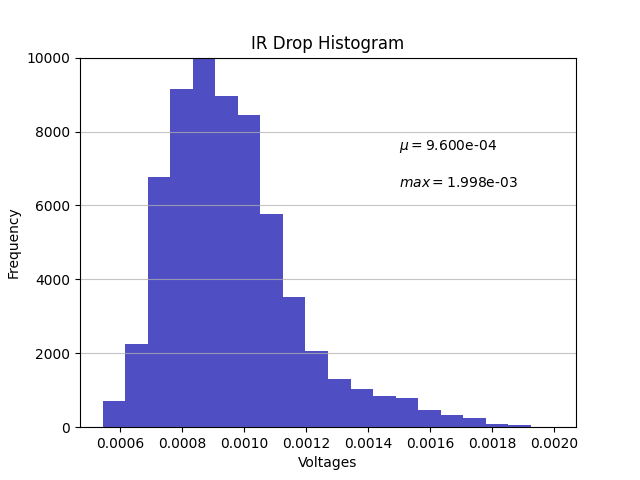 IR Drop Histogram
10000
8000
6000
4000
2000
0
Frequency
μ = 9.600e-04
max = 1.998e-03
0.0006 0.0008 0.0010 0.0012 0.0014 0.0016 0.0018 0.0020
Voltages